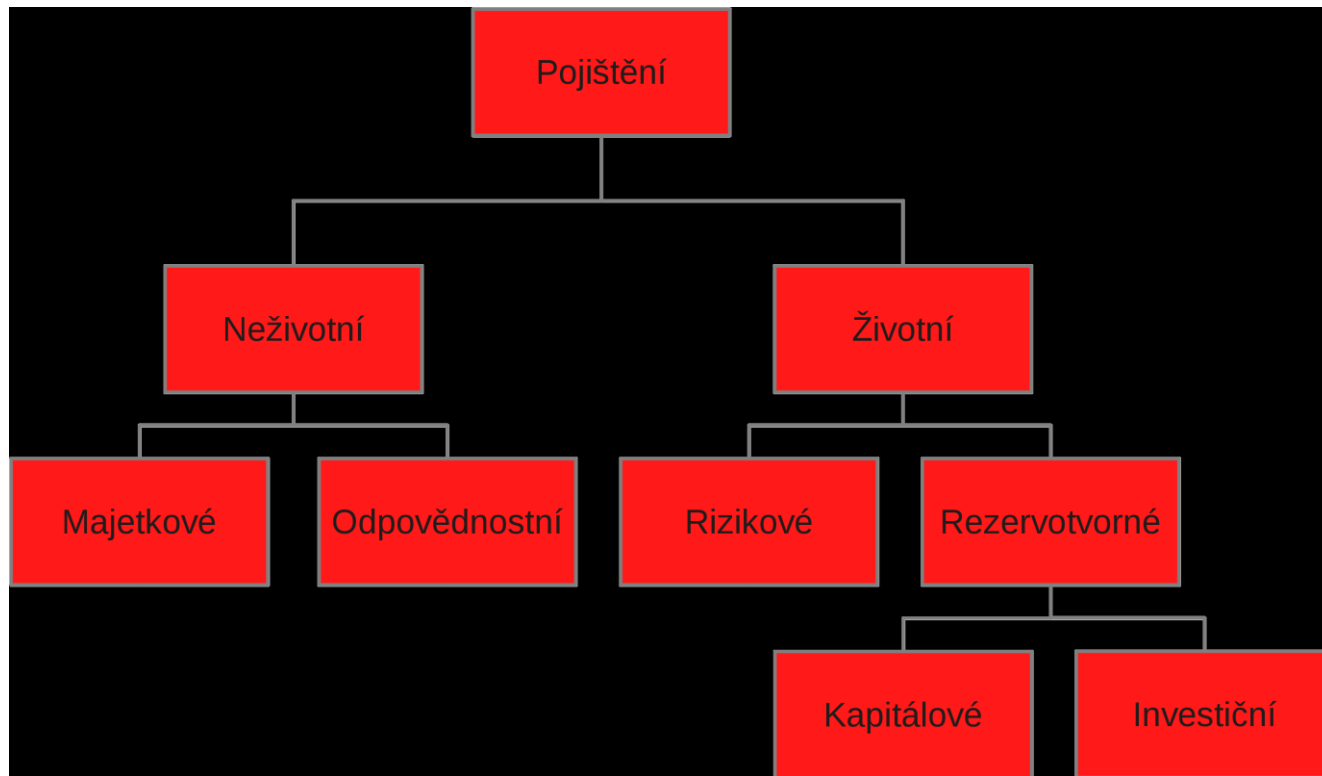 Pojištění
Neživotní
Životní
Majetkové
Odpovědnostní
Rizikové
Rezervotvorné
Kapitálové
Investiční